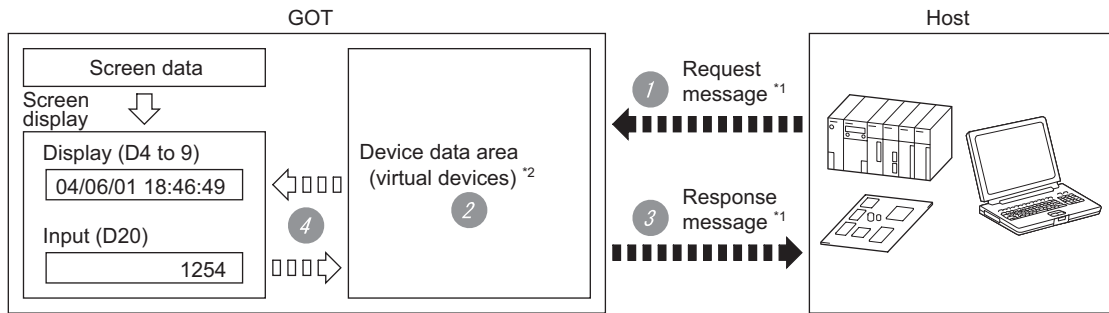 GOT
Host
Screen data
Screen
display
Display (D4 to 9)
04/06/01 18:46:49
Input (D20)
1254
4
Device data area
(virtual devices) *2
2
1
Request
message *1
3
Response
message *1